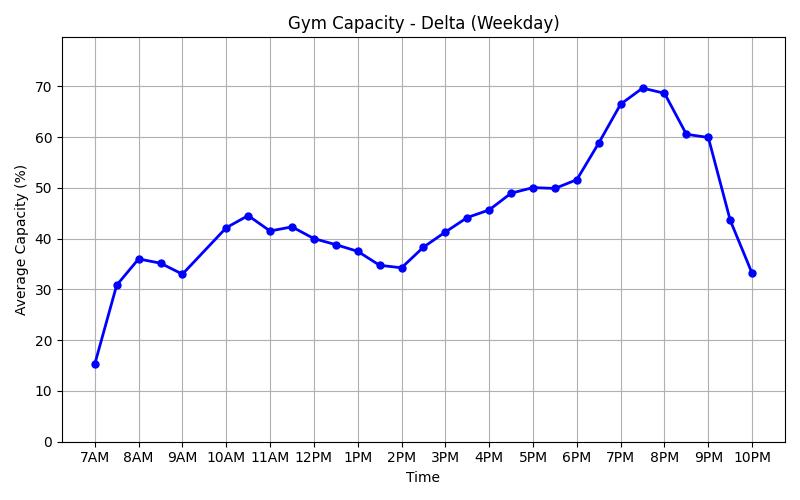 Gym Capacity - Delta (Weekday)
Average Capacity (%)
70
60
50
40
30
20
10
0
7AM 8AM 9AM 10AM 11AM 12PM 1PM 2PM 3PM 4PM 5PM 6PM 7PM 8PM 9PM 10PM
Time